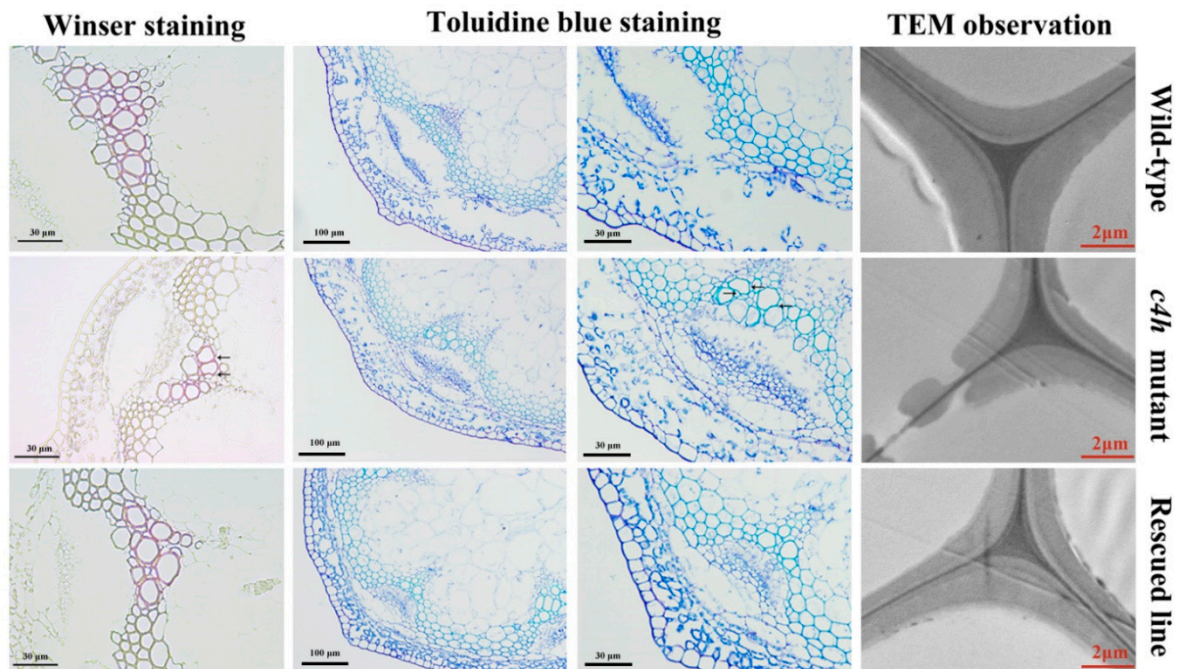 Winser staining
Toluidine blue staining
TEM observation
30 µm
100 µm
30 µm
2µm
Wild-type
30 µm
100 µm
30 µm
2µm
c4h mutant
30 µm
100 µm
30 µm
2µm
Rescued line